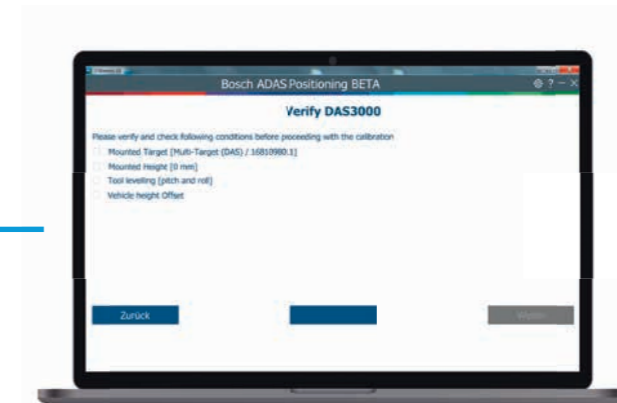 Bosch ADAS Positioning BETA
? − ×
Verify DAS3000
Please verify and check following conditions before proceeding with the calibration
Mounted Target [Multi-Target (DAS) / 16810980.1]
Mounted Height [0 mm]
Tool levelling [pitch and roll]
Vehicle height Offset
Zurück